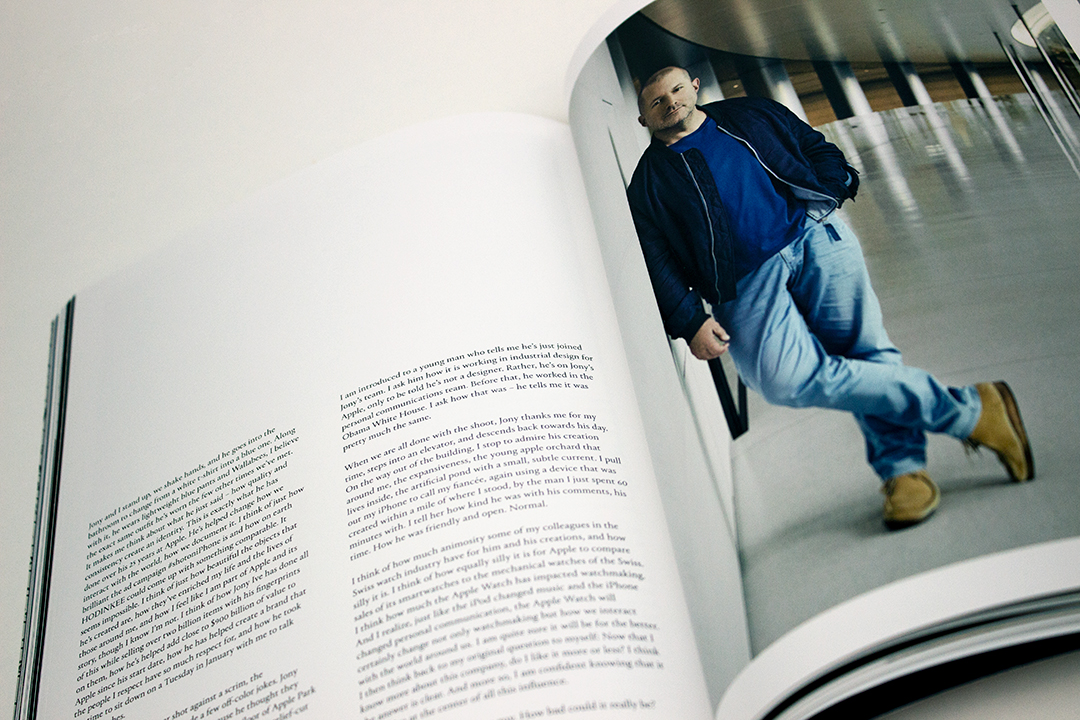 Jony and I stand up, we shake hands, and he goes into the
bathroom to change from a white t-shirt into a blue one. Along
with it, he wears lightweight blue pants and Wallabees. I believe
the exact same outfit he's worn the few other times we've met.
It makes me think about what he just said – how quality and
consistency create an identity. This is exactly what he has
done over his 25 years at Apple. He's helped change how we
interact with the world, how we document it. I think of just how
brilliant the ad campaign #shotoniPhone is and how on earth
HODINKEE could come up with something comparable. It
seems impossible. I think of just how beautiful the objects that
he's created are, how they've enriched my life and the lives of
those around me, and how I feel like I am part of Apple and its
story, though I know I'm not. I think of how Jony Ive has done all
of this while selling over two billion items with his fingerprints
on them, how he's helped add close to $900 billion of value to
Apple since his start date, how he has helped create a brand that
the people I respect have so much respect for, and how he took
time to sit down on a Tuesday in January with me to talk
shot against a scrim, the
a few off-color jokes. Jony
thought they
door of Apple Park
I am introduced to a young man who tells me he's just joined
Jony's team. I ask him how it is working in industrial design for
Apple, only to be told he's not a designer. Rather, he's on Jony's
personal communications team. Before that, he worked in the
Obama White House. I ask how that was – he tells me it was
pretty much the same.
When we are all done with the shoot, Jony thanks me for my
time, steps into an elevator, and descends back towards his day.
On the way out of the building, I stop to admire his creation
around me, the expansiveness, the young apple orchard that
lives inside, the artificial pond with a small, subtle current. I pull
out my iPhone to call my fiancée, again using a device that was
created within a mile of where I stood, by the man I just spent 60
minutes with. I tell her how kind he was with his comments, his
time. How he was friendly and open. Normal.
I think of how much animosity some of my colleagues in the
Swiss watch industry have for him and his creations, and how
silly it is. I think of how equally silly it is for Apple to compare
sales of its smartwatches to the mechanical watches of the Swiss.
I think how much the Apple Watch has impacted watchmaking.
And I realize, just like the iPod changed music and the iPhone
changed personal communication, the Apple Watch will
certainly change not only watchmaking but how we interact
with the world around us. I am quite sure it will be for the better.
I then think back to my original question to myself: Now that I
know more about this company, do I like it more or less? I think
the answer is clear. And more so, I am confident knowing that is
at the center of all this influence.
how bad could it really be?